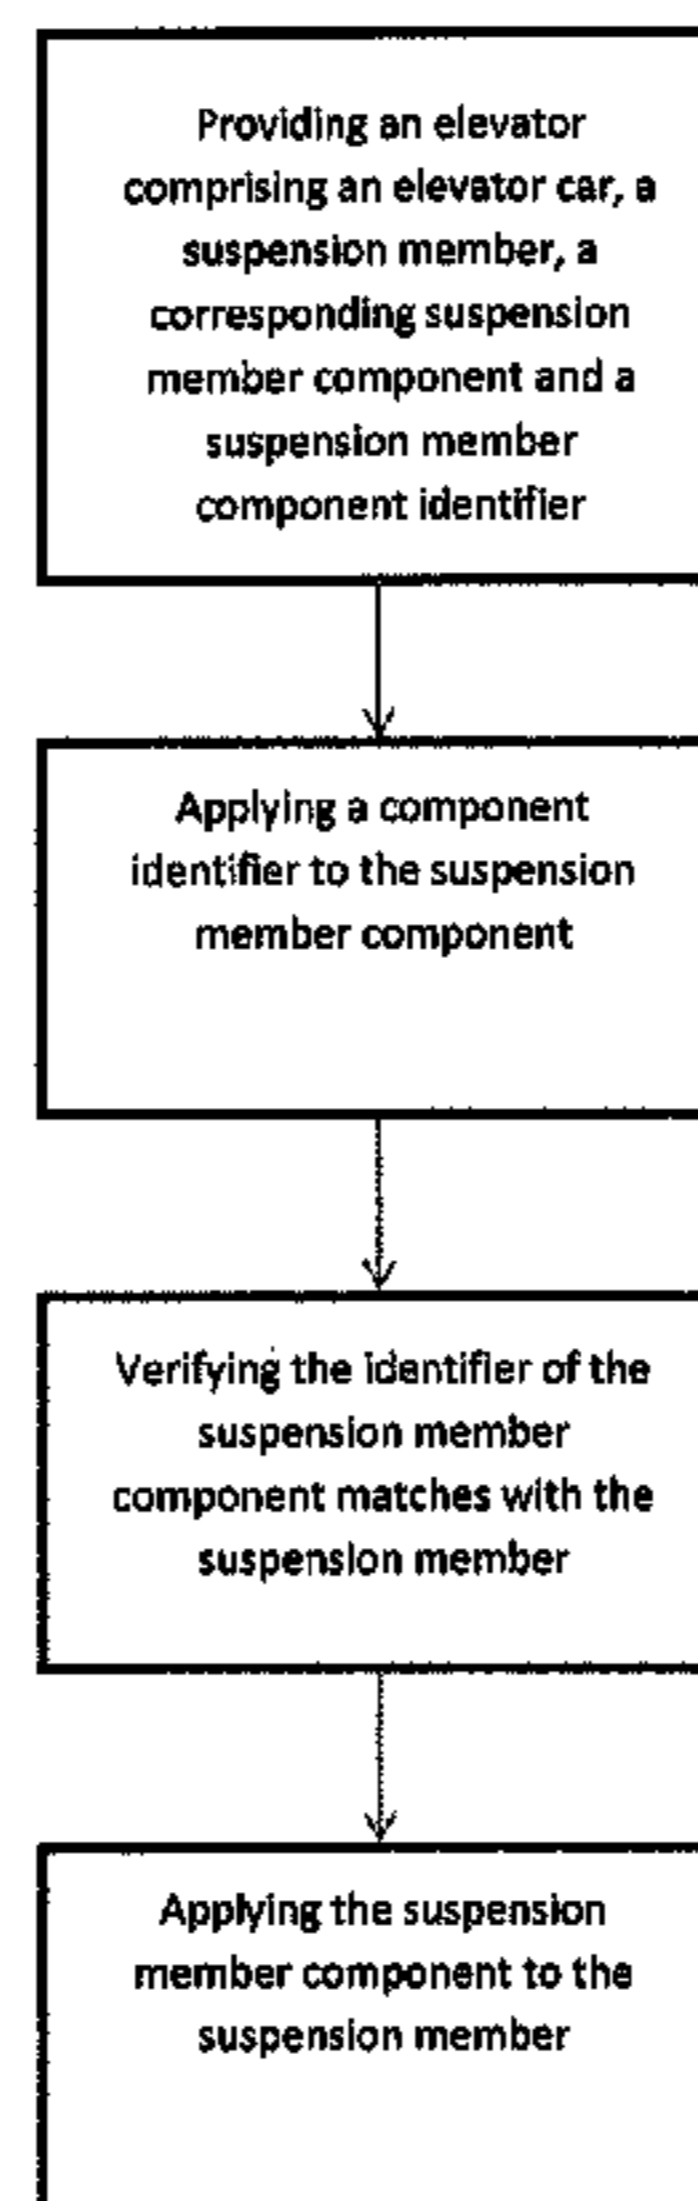 Providing an elevator
comprising an elevator car, a
suspension member, a
corresponding suspension
member component and a
suspension member
component identifier
Applying a component
identifier to the suspension
member component
Verifying the identifier of the
suspension member
component matches with the
suspension member
Applying the suspension
member component to the
suspension member